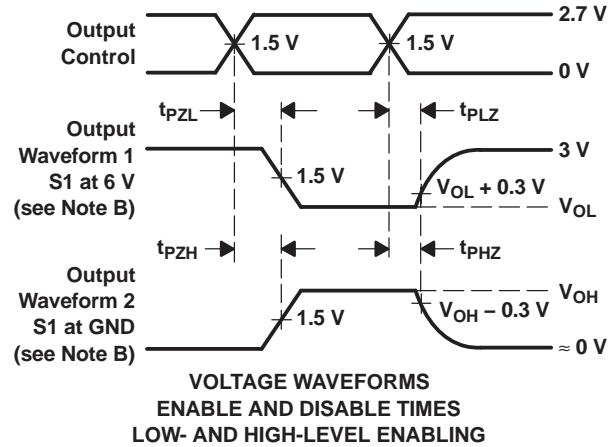 Output
Control
1.5 V
1.5 V
2.7 V
0 V
tPZL
tPLZ
Output
Waveform 1
S1 at 6 V
(see Note B)
1.5 V
3 V
VOL + 0.3 V
VOL
tPZH
tPHZ
Output
Waveform 2
S1 at GND
(see Note B)
1.5 V
VOH
VOH − 0.3 V
≈ 0 V
VOLTAGE WAVEFORMS
ENABLE AND DISABLE TIMES
LOW- AND HIGH-LEVEL ENABLING